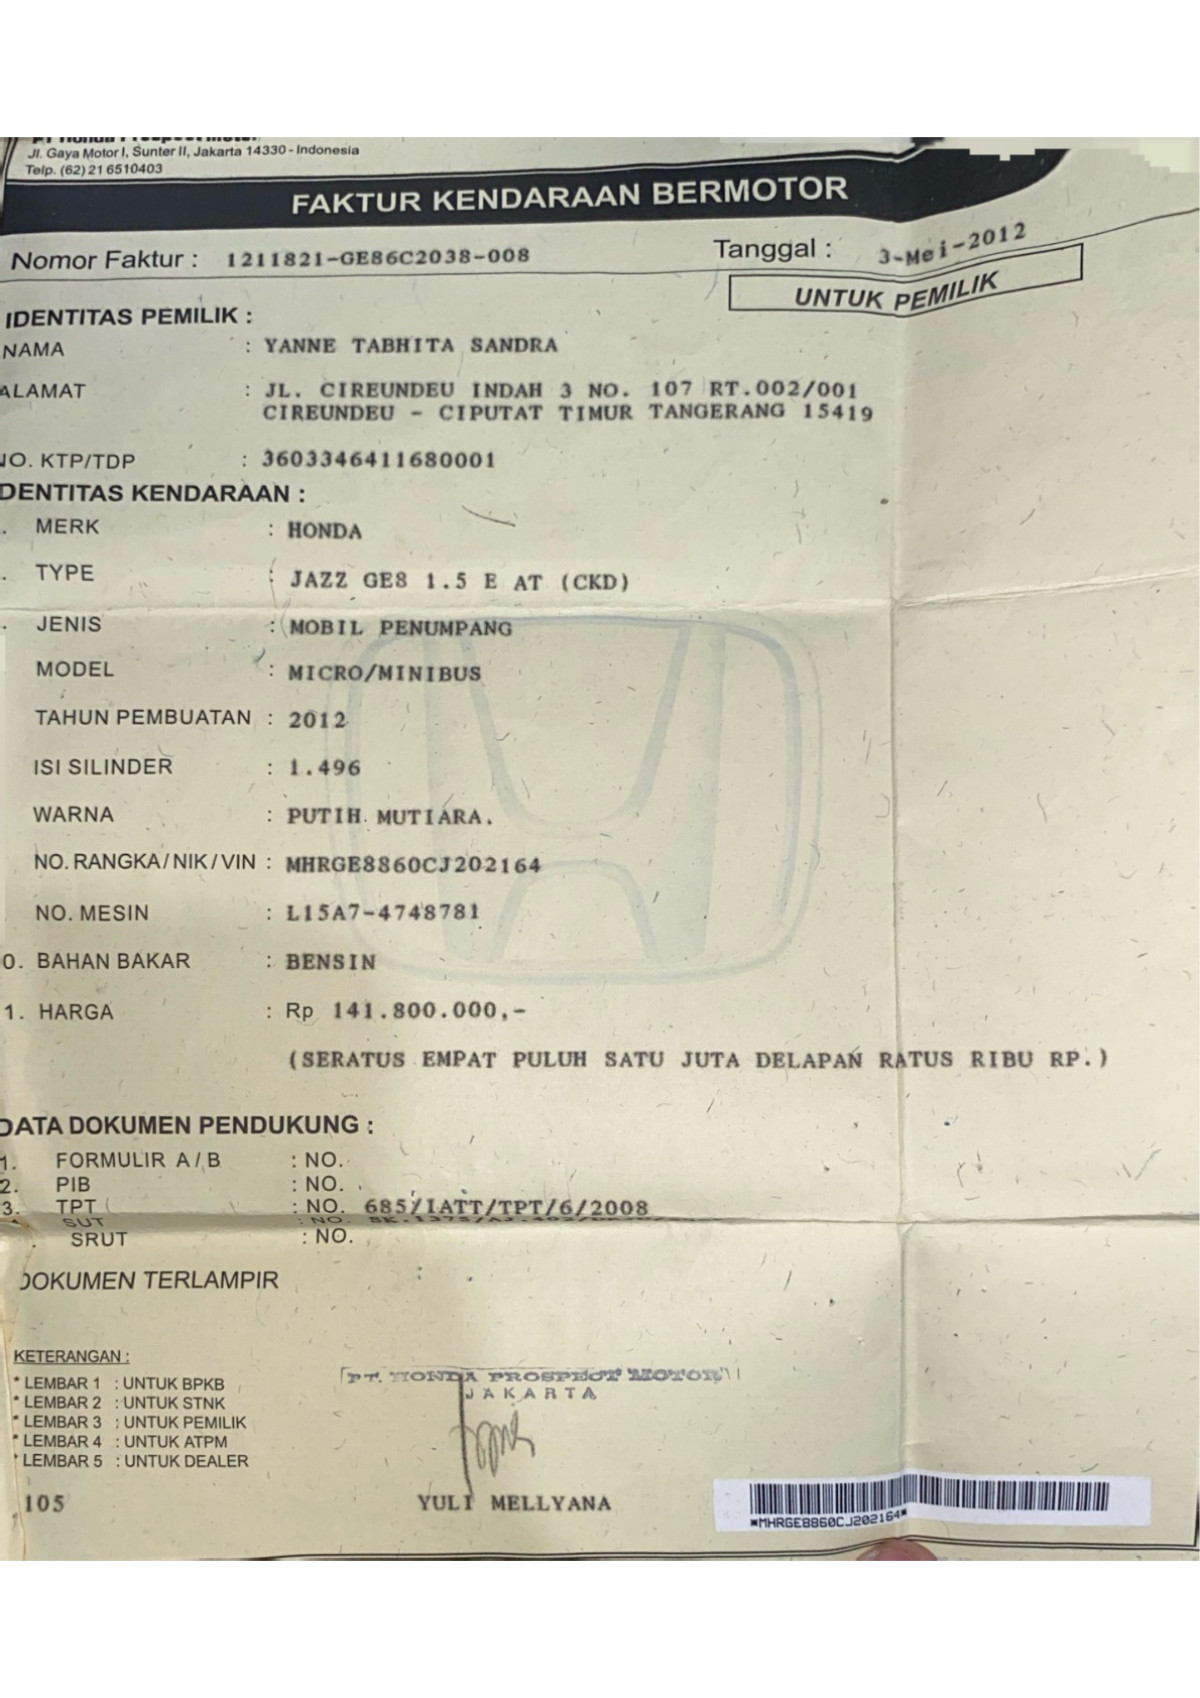 PT Honda Prospect Motor
Jl. Gaya Motor I, Sunter II, Jakarta 14330 - Indonesia
Telp. (62) 21 6510403
FAKTUR KENDARAAN BERMOTOR
Nomor Faktur : 1211821-GE86C2038-008
Tanggal : 3-Mei-2012
UNTUK PEMILIK
IDENTITAS PEMILIK :
NAMA : YANNE TABHITA SANDRA
ALAMAT : JL. CIREUNDEU INDAH 3 NO. 107 RT.002/001
CIREUNDEU - CIPUTAT TIMUR TANGERANG 15419
NO. KTP/TDP : 3603346411680001
IDENTITAS KENDARAAN :
. MERK : HONDA
. TYPE : JAZZ GE8 1.5 E AT (CKD)
. JENIS : MOBIL PENUMPANG
MODEL : MICRO/MINIBUS
TAHUN PEMBUATAN : 2012
ISI SILINDER : 1.496
WARNA : PUTIH MUTIARA.
NO. RANGKA / NIK / VIN : MHRGE8860CJ202164
NO. MESIN : L15A7-4748781
0. BAHAN BAKAR : BENSIN
1. HARGA : Rp 141.800.000,-
(SERATUS EMPAT PULUH SATU JUTA DELAPAN RATUS RIBU RP.)
DATA DOKUMEN PENDUKUNG :
1. FORMULIR A / B : NO.
2. PIB : NO.
3. TPT : NO. 685/IATT/TPT/6/2008
SUT : NO.
. SRUT : NO.
DOKUMEN TERLAMPIR :
KETERANGAN :
* LEMBAR 1 : UNTUK BPKB
* LEMBAR 2 : UNTUK STNK
* LEMBAR 3 : UNTUK PEMILIK
* LEMBAR 4 : UNTUK ATPM
* LEMBAR 5 : UNTUK DEALER
105
PT. HONDA PROSPECT MOTOR
JAKARTA
YULI MELLYANA
*MHRGE8860CJ202164*